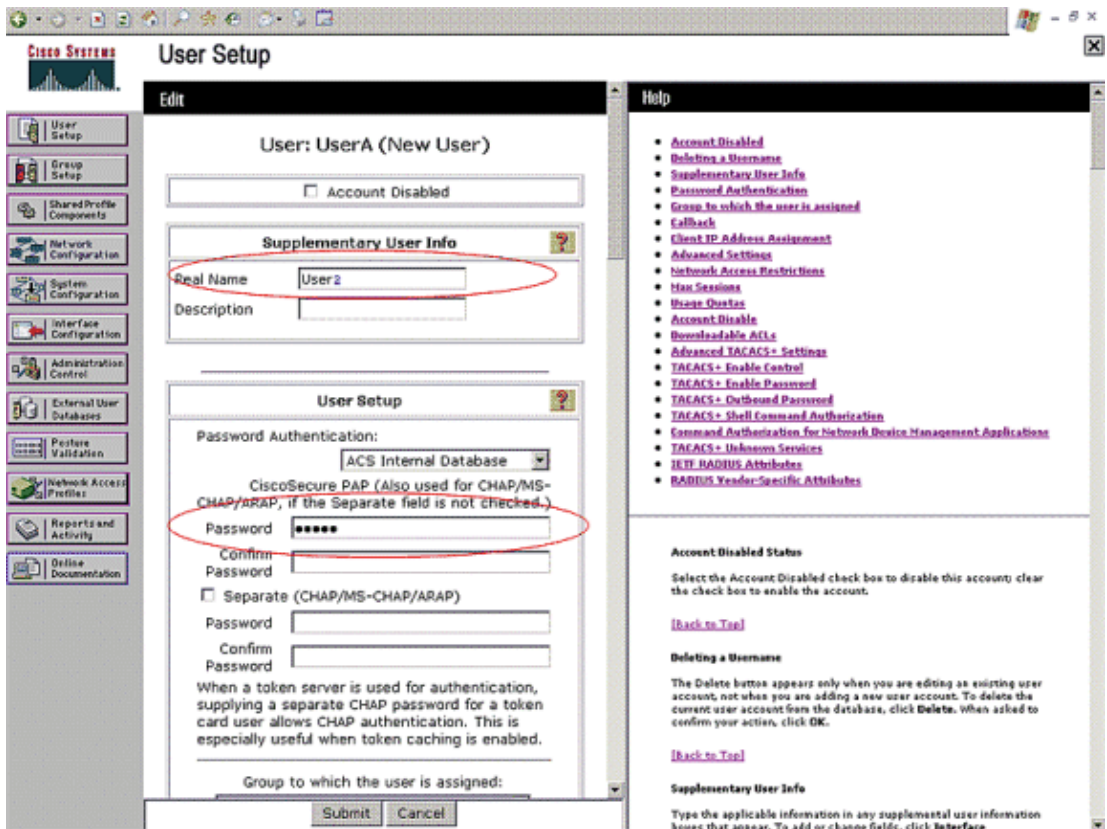 CISCO SYSTEMS
User Setup
User
Setup
Group
Setup
Shared Profile
Components
Network
Configuration
System
Configuration
Interface
Configuration
Administration
Control
External User
Databases
Posture
Validation
Network Access
Profiles
Reports and
Activity
Online
Documentation
Edit
User: UserA (New User)
Account Disabled
Supplementary User Info
?
Real Name
User2
Description
User Setup
?
Password Authentication:
ACS Internal Database
CiscoSecure PAP (Also used for CHAP/MS-
CHAP/ARAP, if the Separate field is not checked.)
Password
•••••
Confirm
Password
Separate (CHAP/MS-CHAP/ARAP)
Password
Confirm
Password
When a token server is used for authentication,
supplying a separate CHAP password for a token
card user allows CHAP authentication. This is
especially useful when token caching is enabled.
Group to which the user is assigned:
Submit
Cancel
Help
Account Disabled
Deleting a Username
Supplementary User Info
Password Authentication
Group to which the user is assigned
Callback
Client IP Address Assignment
Advanced Settings
Network Access Restrictions
Max Sessions
Usage Quotas
Account Disable
Downloadable ACLs
Advanced TACACS+ Settings
TACACS+ Enable Control
TACACS+ Enable Password
TACACS+ Outbound Password
TACACS+ Shell Command Authorization
Command Authorization for Network Device Management Applications
TACACS+ Unknown Services
IETF RADIUS Attributes
RADIUS Vendor-Specific Attributes
Account Disabled Status
Select the Account Disabled check box to disable this account; clear
the check box to enable the account.
[Back to Top]
Deleting a Username
The Delete button appears only when you are editing an existing user
account, not when you are adding a new user account. To delete the
current user account from the database, click Delete. When asked to
confirm your action, click OK.
[Back to Top]
Supplementary User Info
Type the applicable information in any supplemental user information
boxes that appear. To add or change fields, click Interface